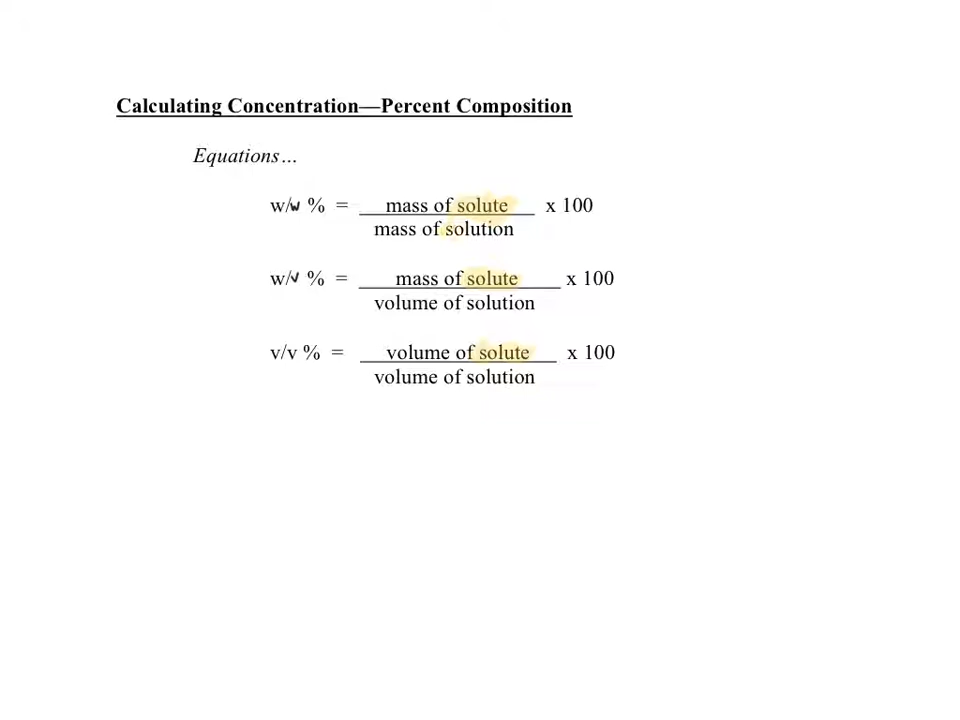 Calculating Concentration—Percent Composition
Equations…
w/w % = mass of solute x 100
mass of solution
w/v % = mass of solute x 100
volume of solution
v/v % = volume of solute x 100
volume of solution